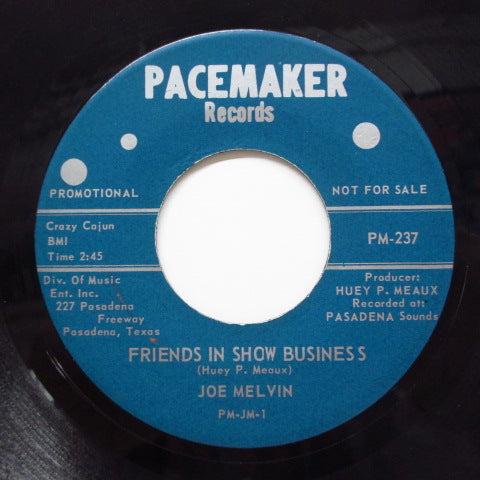 PACEMAKER
Records
PROMOTIONAL
NOT FOR SALE
Crazy Cajun
BMI
Time 2:45
PM-237
Div. Of Music
Ent. Inc.
227 Pasadena
Freeway
Pasadena, Texas
Producer:
HUEY P. MEAUX
Recorded at:
PASADENA Sounds
FRIENDS IN SHOW BUSINESS
(Huey P. Meaux)
JOE MELVIN
PM-JM-1